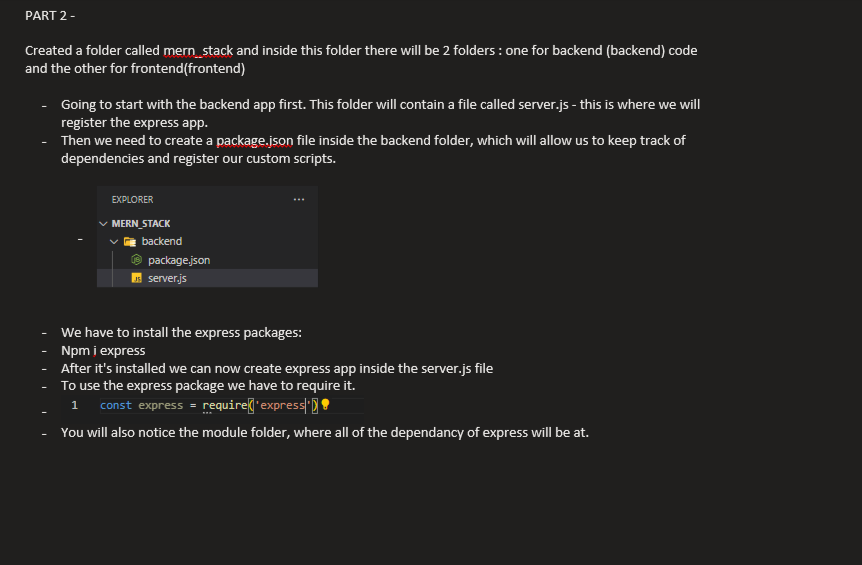 PART 2 -
Created a folder called mern_stack and inside this folder there will be 2 folders : one for backend (backend) code
and the other for frontend(frontend)
- Going to start with the backend app first. This folder will contain a file called server.js - this is where we will
register the express app.
- Then we need to create a package.json file inside the backend folder, which will allow us to keep track of
dependencies and register our custom scripts.
EXPLORER ...
MERN_STACK
- backend
package.json
JS server.js
- We have to install the express packages:
- Npm i express
- After it's installed we can now create express app inside the server.js file
- To use the express package we have to require it.
- 1 const express = require('express')
- You will also notice the module folder, where all of the dependancy of express will be at.